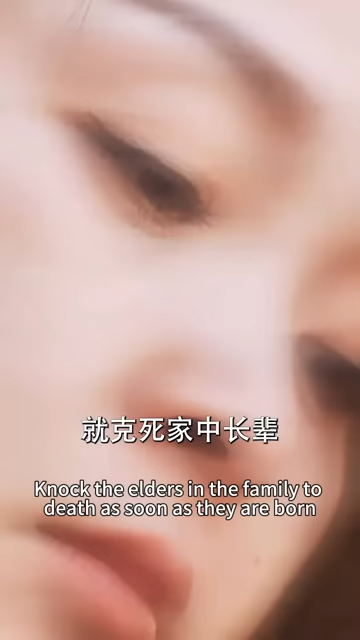 就克死家中长辈
Knock the elders in the family to
death as soon as they are born